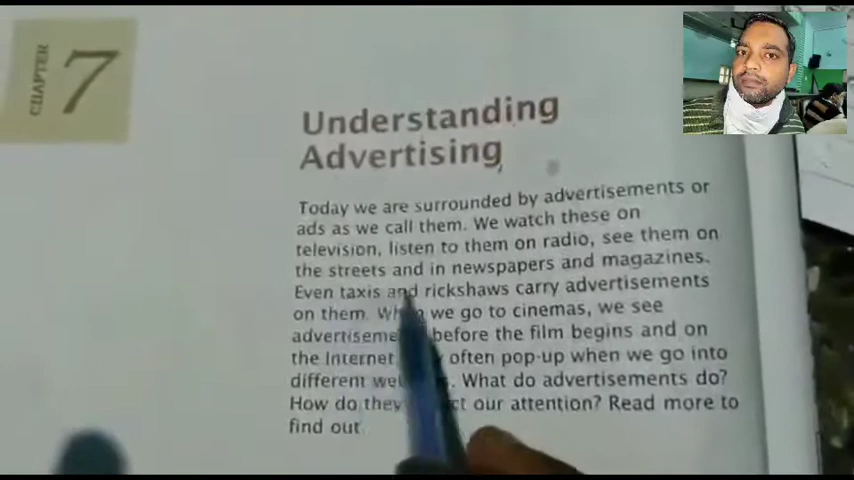 CHAPTER 7
Understanding
Advertising
Today we are surrounded by advertisements or
ads as we call them. We watch these on
television, listen to them on radio, see them on
the streets and in newspapers and magazines.
Even taxis and rickshaws carry advertisements
on them. When we go to cinemas, we see
before the film begins and on
the Internet often pop-up when we go into
different What do advertisements do?
How do they our attention? Read more to
find out.